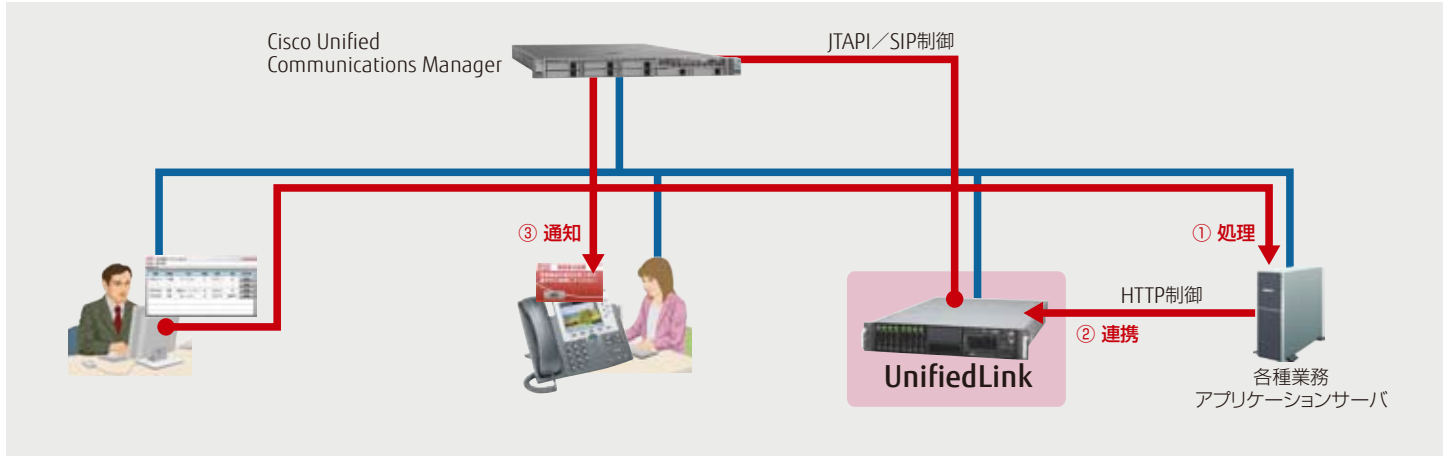 Cisco Unified
Communications Manager
JTAPI／SIP制御
③ 通知
① 処理
HTTP制御
② 連携
UnifiedLink
各種業務
アプリケーションサーバ